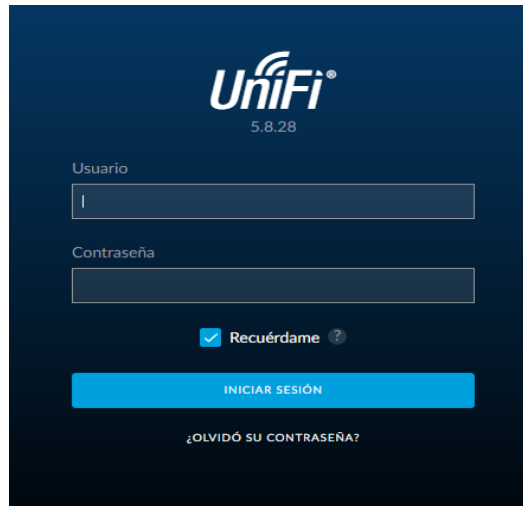 UniFi®
5.8.28
Usuario
Contraseña
Recuérdame ?
INICIAR SESIÓN
¿OLVIDÓ SU CONTRASEÑA?